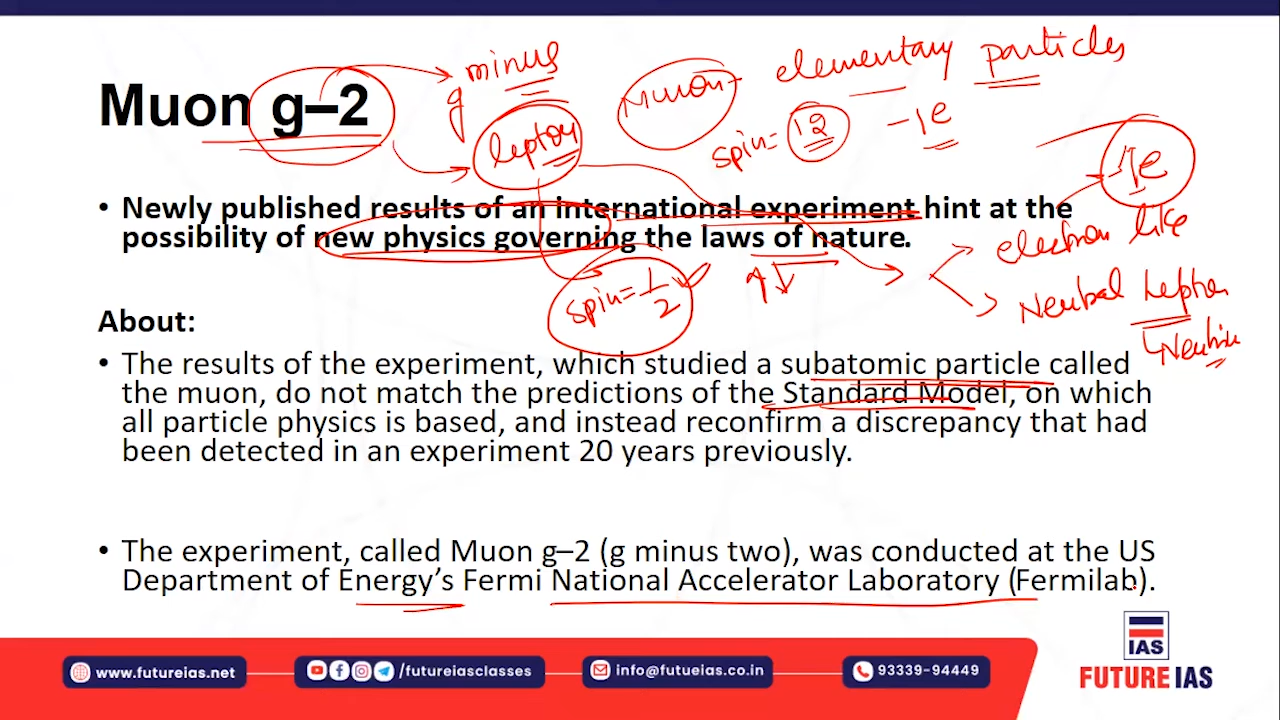 Muon g–2
g minus
lepton
Muon- elementary particles
spin= 12 -1e
1e
• Newly published results of an international experiment hint at the
possibility of new physics governing the laws of nature.
electron like
Neutral Lepton
spin=1/2
About:
• The results of the experiment, which studied a subatomic particle called
the muon, do not match the predictions of the Standard Model, on which
all particle physics is based, and instead reconfirm a discrepancy that had
been detected in an experiment 20 years previously.
• The experiment, called Muon g–2 (g minus two), was conducted at the US
Department of Energy’s Fermi National Accelerator Laboratory (Fermilab).
www.futureias.net
/futureiasclasses
info@futueias.co.in
93339-94449
IAS
FUTURE IAS